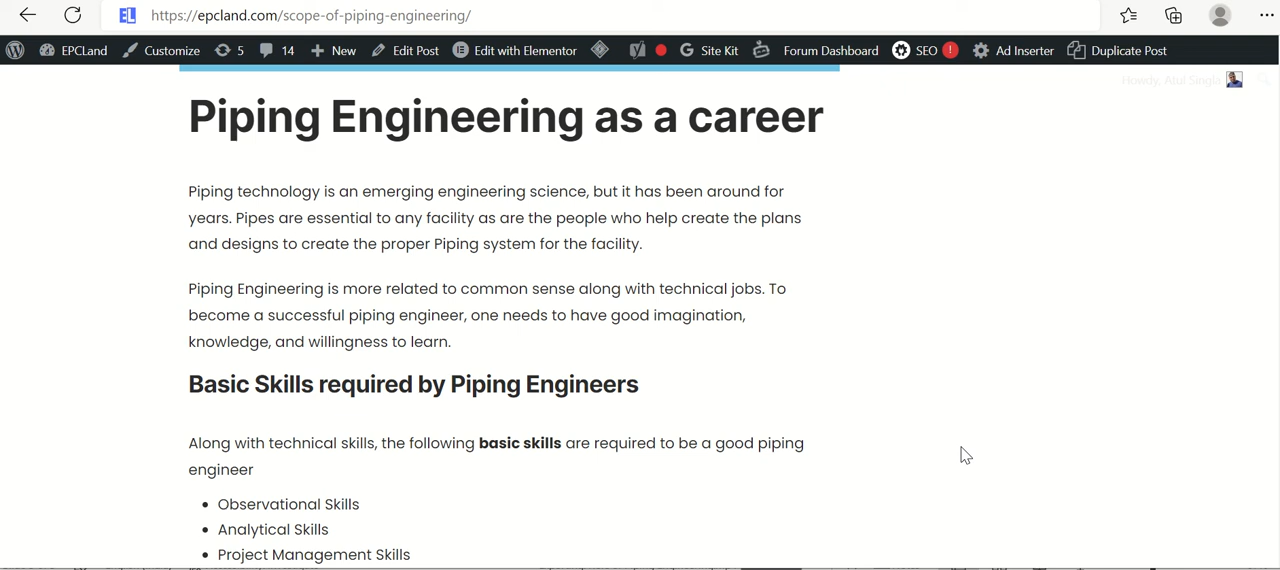 https://epcland.com/scope-of-piping-engineering/
EPCLand Customize 5 14 New Edit Post Edit with Elementor Site Kit Forum Dashboard SEO ! Ad Inserter Duplicate Post
Howdy, Atul Singla
Piping Engineering as a career
Piping technology is an emerging engineering science, but it has been around for
years. Pipes are essential to any facility as are the people who help create the plans
and designs to create the proper Piping system for the facility.
Piping Engineering is more related to common sense along with technical jobs. To
become a successful piping engineer, one needs to have good imagination,
knowledge, and willingness to learn.
Basic Skills required by Piping Engineers
Along with technical skills, the following basic skills are required to be a good piping
engineer
• Observational Skills
• Analytical Skills
• Project Management Skills